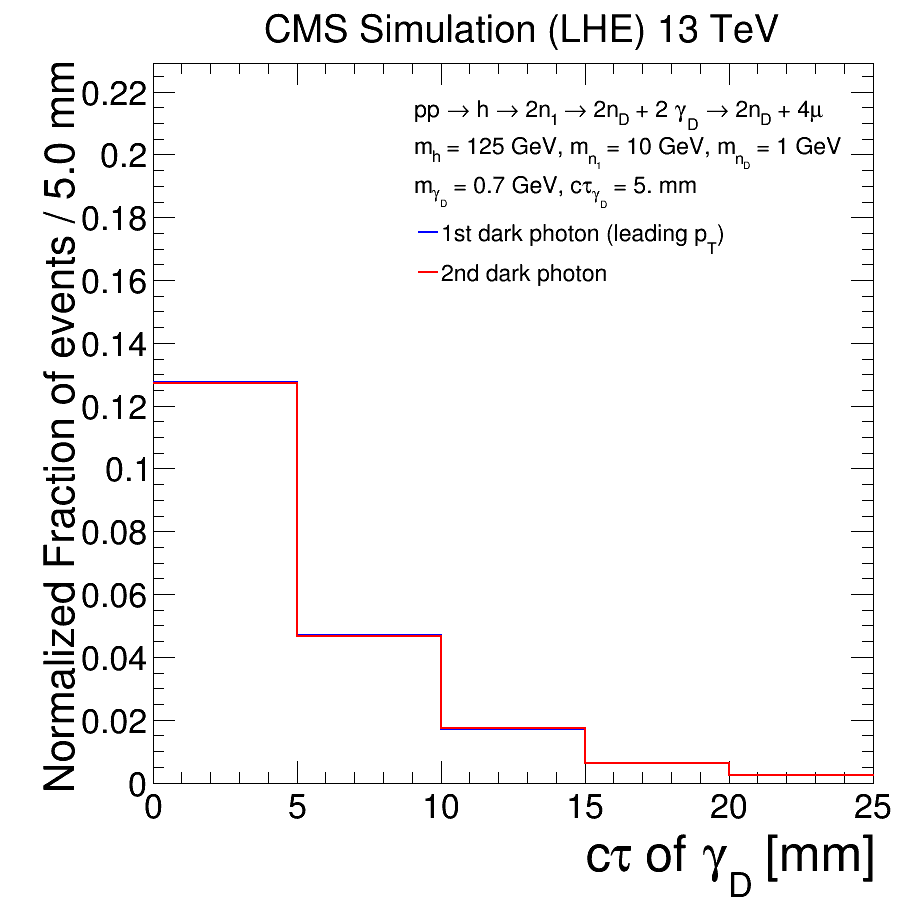 CMS Simulation (LHE) 13 TeV
Normalized Fraction of events / 5.0 mm
0.22
0.2
0.18
0.16
0.14
0.12
0.1
0.08
0.06
0.04
0.02
0
pp → h → 2n₁ → 2n_D + 2 γ_D → 2n_D + 4μ
m_h = 125 GeV, m_n₁ = 10 GeV, m_n_D = 1 GeV
m_γ_D = 0.7 GeV, cτ_γ_D = 5. mm
1st dark photon (leading p_T)
2nd dark photon
0 5 10 15 20 25
cτ of γ_D [mm]